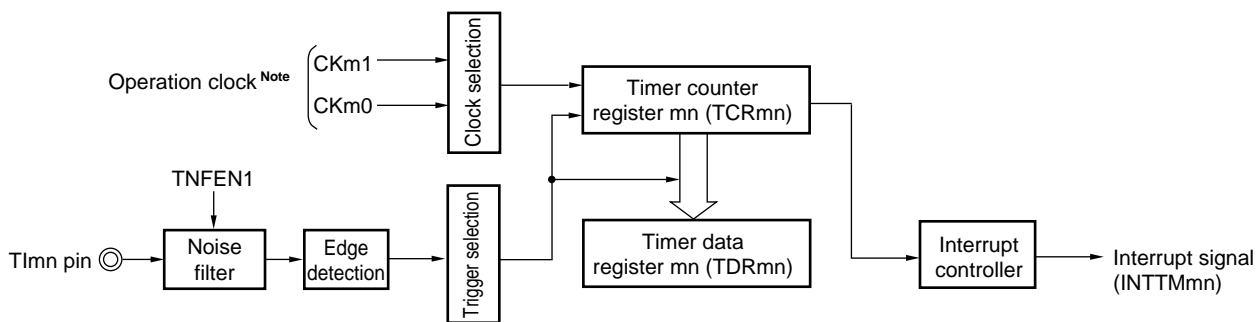 Operation clock Note
CKm1
CKm0
Clock selection
Timer counter
register mn (TCRmn)
TNFEN1
TImn pin
Noise
filter
Edge
detection
Trigger selection
Timer data
register mn (TDRmn)
Interrupt
controller
Interrupt signal
(INTTMmn)